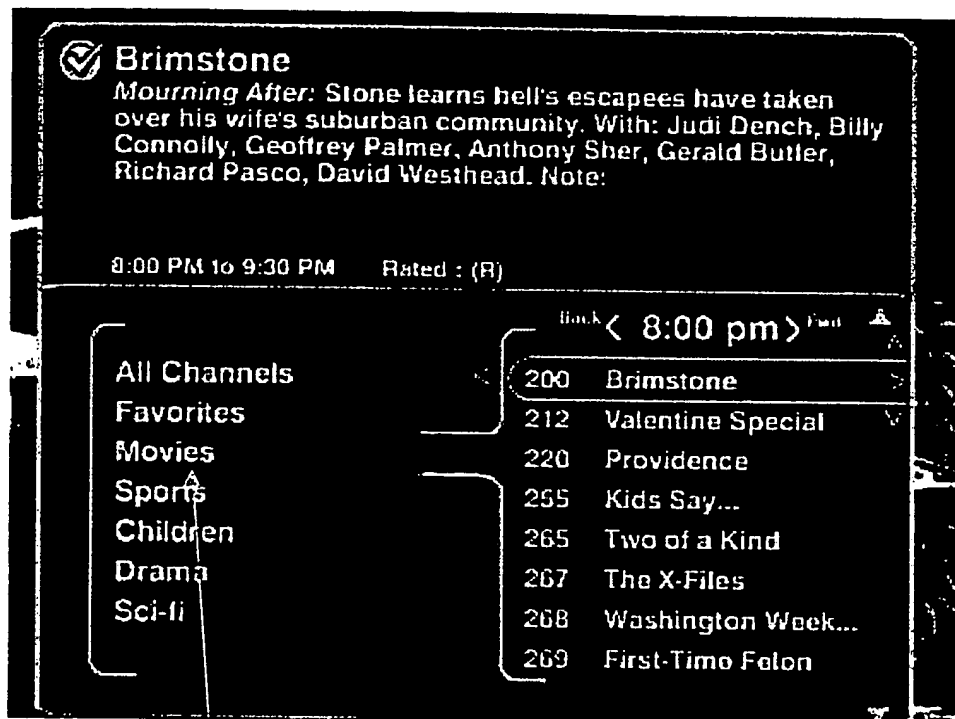 Brimstone
Mourning After: Stone learns hell's escapees have taken
over his wife's suburban community. With: Judi Dench, Billy
Connolly, Geoffrey Palmer, Anthony Sher, Gerald Butler,
Richard Pasco, David Westhead. Note:
8:00 PM to 9:30 PM Rated : (R)
Back < 8:00 pm > Fwd
All Channels
Favorites
Movies
Sports
Children
Drama
Sci-fi
200 Brimstone
212 Valentine Special
220 Providence
255 Kids Say...
265 Two of a Kind
267 The X-Files
268 Washington Week...
269 First-Time Felon